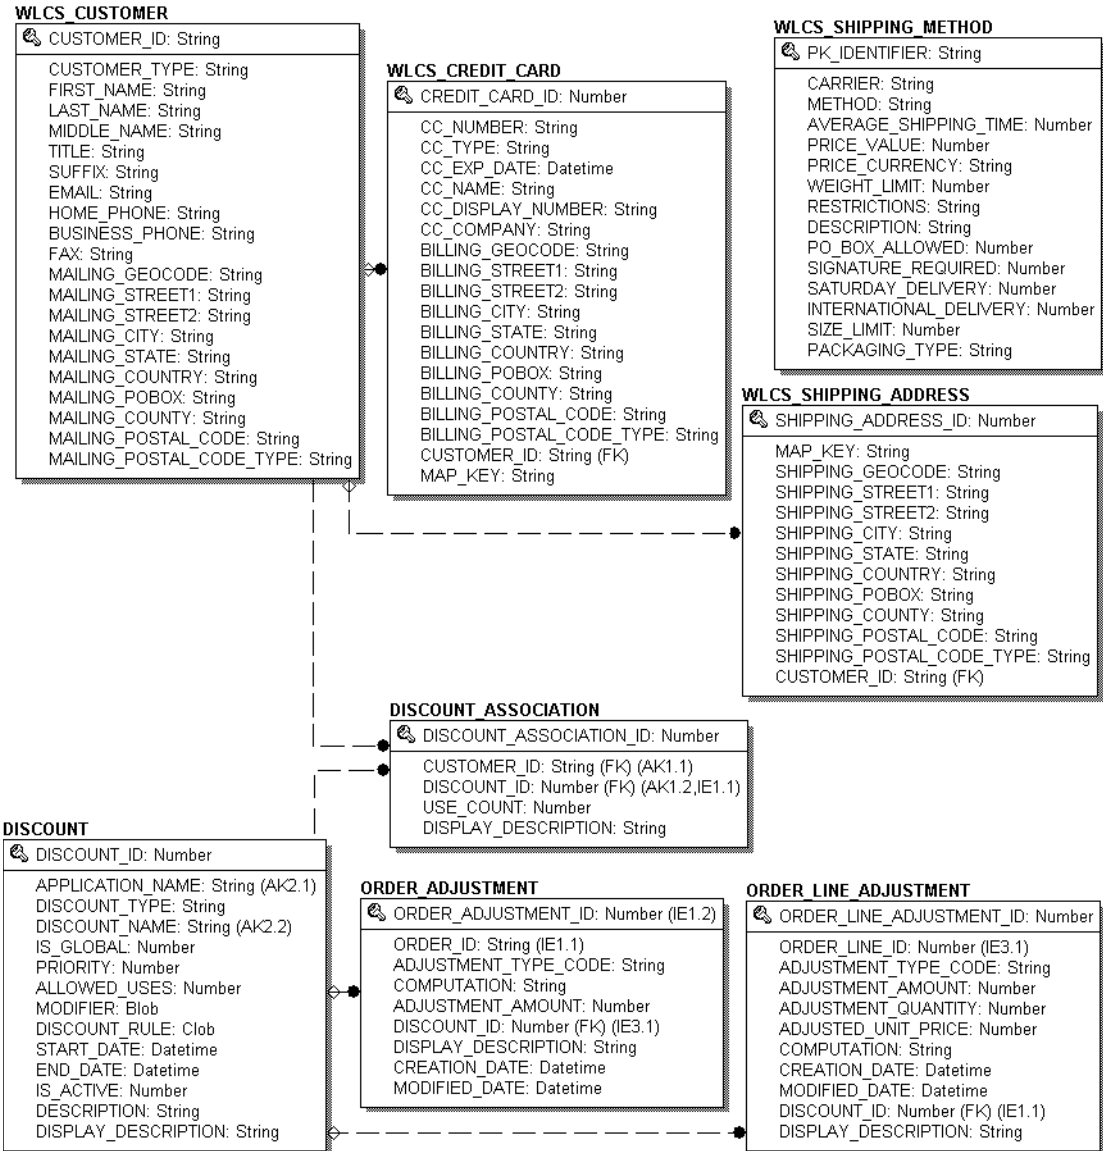 WLCS_CUSTOMER
CUSTOMER_ID: String
CUSTOMER_TYPE: String
FIRST_NAME: String
LAST_NAME: String
MIDDLE_NAME: String
TITLE: String
SUFFIX: String
EMAIL: String
HOME_PHONE: String
BUSINESS_PHONE: String
FAX: String
MAILING_GEOCODE: String
MAILING_STREET1: String
MAILING_STREET2: String
MAILING_CITY: String
MAILING_STATE: String
MAILING_COUNTRY: String
MAILING_POBOX: String
MAILING_COUNTY: String
MAILING_POSTAL_CODE: String
MAILING_POSTAL_CODE_TYPE: String
WLCS_CREDIT_CARD
CREDIT_CARD_ID: Number
CC_NUMBER: String
CC_TYPE: String
CC_EXP_DATE: Datetime
CC_NAME: String
CC_DISPLAY_NUMBER: String
CC_COMPANY: String
BILLING_GEOCODE: String
BILLING_STREET1: String
BILLING_STREET2: String
BILLING_CITY: String
BILLING_STATE: String
BILLING_COUNTRY: String
BILLING_POBOX: String
BILLING_COUNTY: String
BILLING_POSTAL_CODE: String
BILLING_POSTAL_CODE_TYPE: String
CUSTOMER_ID: String (FK)
MAP_KEY: String
WLCS_SHIPPING_METHOD
PK_IDENTIFIER: String
CARRIER: String
METHOD: String
AVERAGE_SHIPPING_TIME: Number
PRICE_VALUE: Number
PRICE_CURRENCY: String
WEIGHT_LIMIT: Number
RESTRICTIONS: String
DESCRIPTION: String
PO_BOX_ALLOWED: Number
SIGNATURE_REQUIRED: Number
SATURDAY_DELIVERY: Number
INTERNATIONAL_DELIVERY: Number
SIZE_LIMIT: Number
PACKAGING_TYPE: String
WLCS_SHIPPING_ADDRESS
SHIPPING_ADDRESS_ID: Number
MAP_KEY: String
SHIPPING_GEOCODE: String
SHIPPING_STREET1: String
SHIPPING_STREET2: String
SHIPPING_CITY: String
SHIPPING_STATE: String
SHIPPING_COUNTRY: String
SHIPPING_POBOX: String
SHIPPING_COUNTY: String
SHIPPING_POSTAL_CODE: String
SHIPPING_POSTAL_CODE_TYPE: String
CUSTOMER_ID: String (FK)
DISCOUNT_ASSOCIATION
DISCOUNT_ASSOCIATION_ID: Number
CUSTOMER_ID: String (FK) (AK1.1)
DISCOUNT_ID: Number (FK) (AK1.2,IE1.1)
USE_COUNT: Number
DISPLAY_DESCRIPTION: String
DISCOUNT
DISCOUNT_ID: Number
APPLICATION_NAME: String (AK2.1)
DISCOUNT_TYPE: String
DISCOUNT_NAME: String (AK2.2)
IS_GLOBAL: Number
PRIORITY: Number
ALLOWED_USES: Number
MODIFIER: Blob
DISCOUNT_RULE: Clob
START_DATE: Datetime
END_DATE: Datetime
IS_ACTIVE: Number
DESCRIPTION: String
DISPLAY_DESCRIPTION: String
ORDER_ADJUSTMENT
ORDER_ADJUSTMENT_ID: Number (IE1.2)
ORDER_ID: String (IE1.1)
ADJUSTMENT_TYPE_CODE: String
COMPUTATION: String
ADJUSTMENT_AMOUNT: Number
DISCOUNT_ID: Number (FK) (IE3.1)
DISPLAY_DESCRIPTION: String
CREATION_DATE: Datetime
MODIFIED_DATE: Datetime
ORDER_LINE_ADJUSTMENT
ORDER_LINE_ADJUSTMENT_ID: Number
ORDER_LINE_ID: Number (IE3.1)
ADJUSTMENT_TYPE_CODE: String
ADJUSTMENT_AMOUNT: Number
ADJUSTMENT_QUANTITY: Number
ADJUSTED_UNIT_PRICE: Number
COMPUTATION: String
CREATION_DATE: Datetime
MODIFIED_DATE: Datetime
DISCOUNT_ID: Number (FK) (IE1.1)
DISPLAY_DESCRIPTION: String